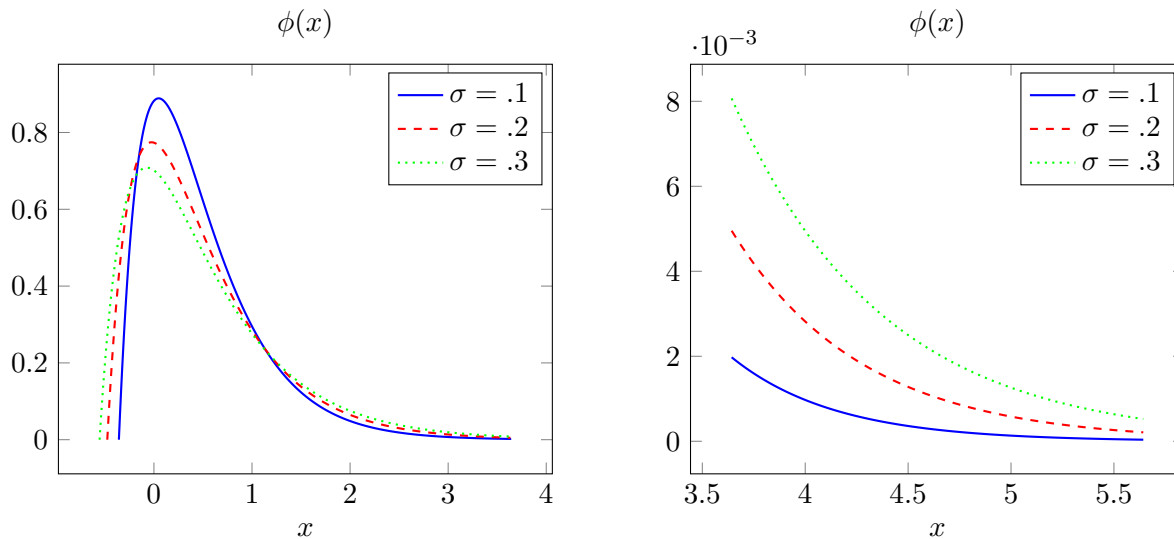 ϕ(x)
0.8
0.6
0.4
0.2
0
0
1
2
3
4
x
σ = .1
σ = .2
σ = .3
ϕ(x)
·10⁻³
8
6
4
2
0
3.5
4
4.5
5
5.5
x
σ = .1
σ = .2
σ = .3